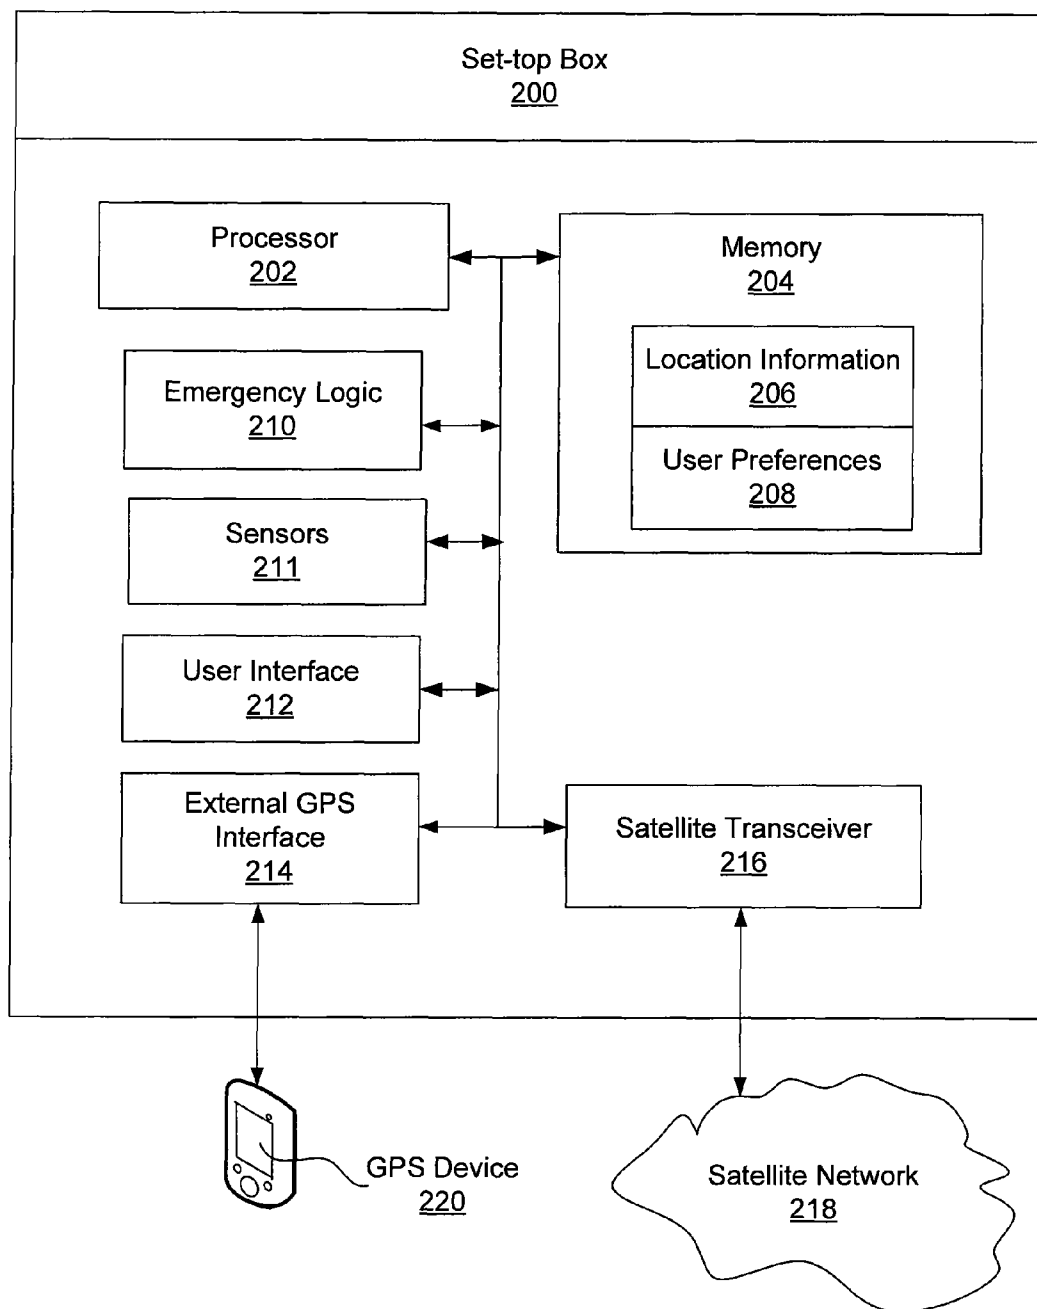 Set-top Box
200
Processor
202
Memory
204
Location Information
206
User Preferences
208
Emergency Logic
210
Sensors
211
User Interface
212
External GPS
Interface
214
Satellite Transceiver
216
GPS Device
220
Satellite Network
218